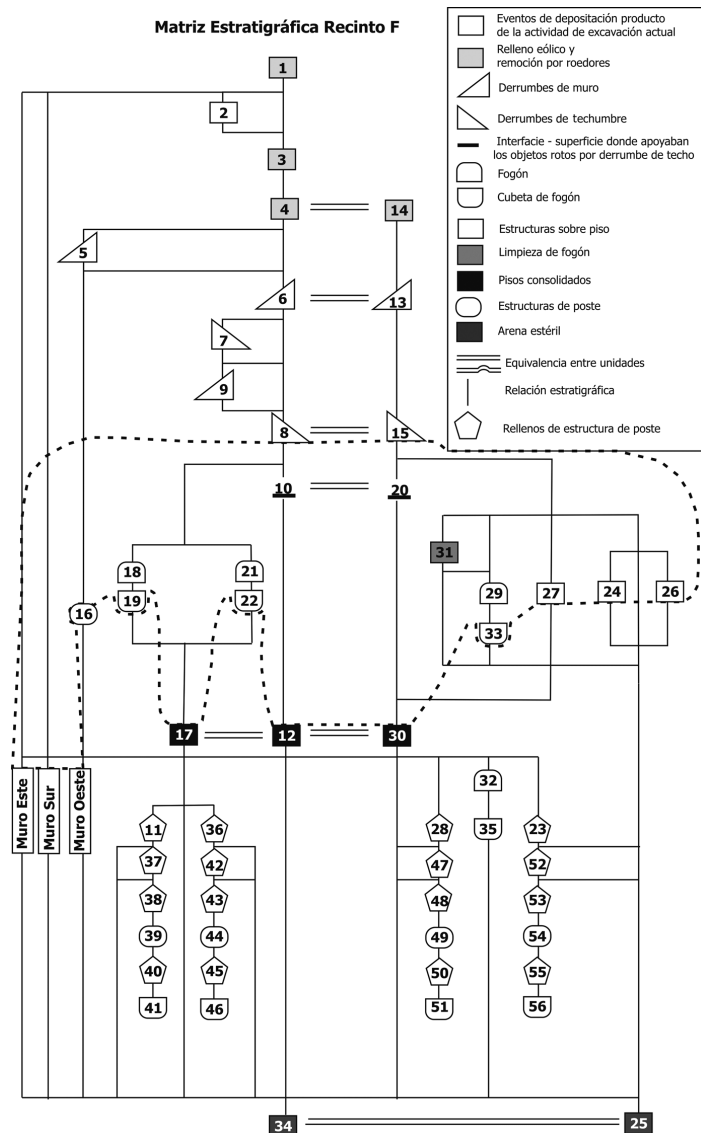 Matriz Estratigráfica Recinto F
Eventos de depositación producto
de la actividad de excavación actual
Relleno eólico y
remoción por roedores
Derrumbes de muro
Derrumbes de techumbre
Interfacie - superficie donde apoyaban
los objetos rotos por derrumbe de techo
Fogón
Cubeta de fogón
Estructuras sobre piso
Limpieza de fogón
Pisos consolidados
Estructuras de poste
Arena estéril
Equivalencia entre unidades
Relación estratigráfica
Rellenos de estructura de poste
1
2
3
4 14
5
6 13
7
9
8 15
10 20
31
18 21
29 27 24 26
19 22
16
33
17 12 30
32
Muro Este
Muro Sur
Muro Oeste
11 36 28 35 23
37 42 47 52
38 43 48 53
39 44 49 54
40 45 50 55
41 46 51 56
34 25